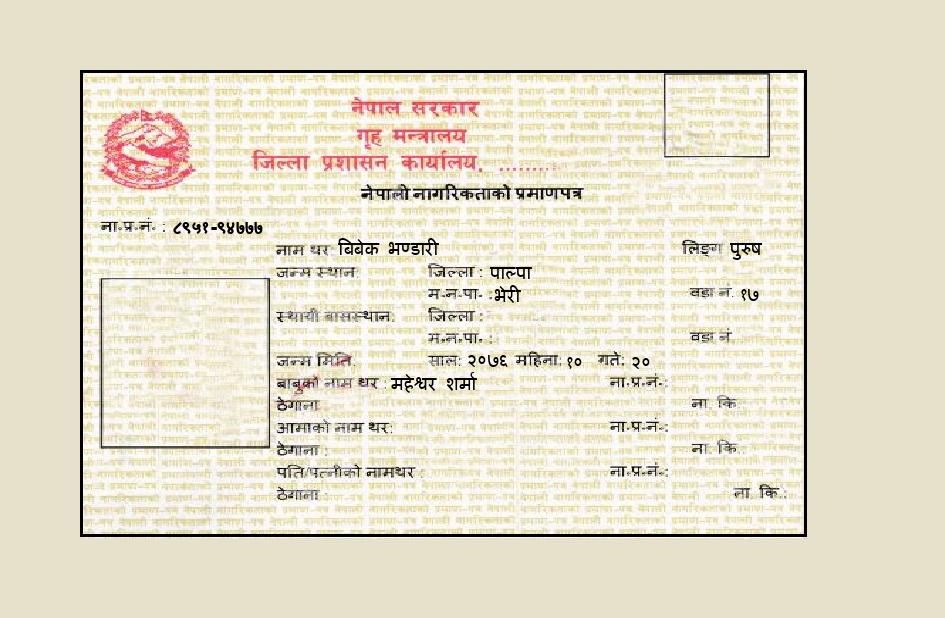 नेपाल सरकार
गृह मन्त्रालय
जिल्ला प्रशासन कार्यालय, .........
नेपाली नागरिकताको प्रमाणपत्र
ना.प्र.नं. : ८९५१-९४७७७
नाम थर: बिबेक भण्डारी लिङ्ग पुरुष
जन्म स्थान: जिल्ला : पाल्पा
म.न.पा. :भेरी वडा नं. १७
स्थायी बासस्थान: जिल्ला :
म.न.पा. : वडा नं
जन्म मिति: साल: २०७६ महिना: १० गते: २०
बाबुको नाम थर : महेश्वर शर्मा ना.प्र.नं.:
ठेगाना ना. कि.
आमाको नाम थर: ना.प्र.नं.:
ठेगाना : ना. कि.
पति/पत्नीको नामथर : ना.प्र.नं.:
ठेगाना : ना. कि.: